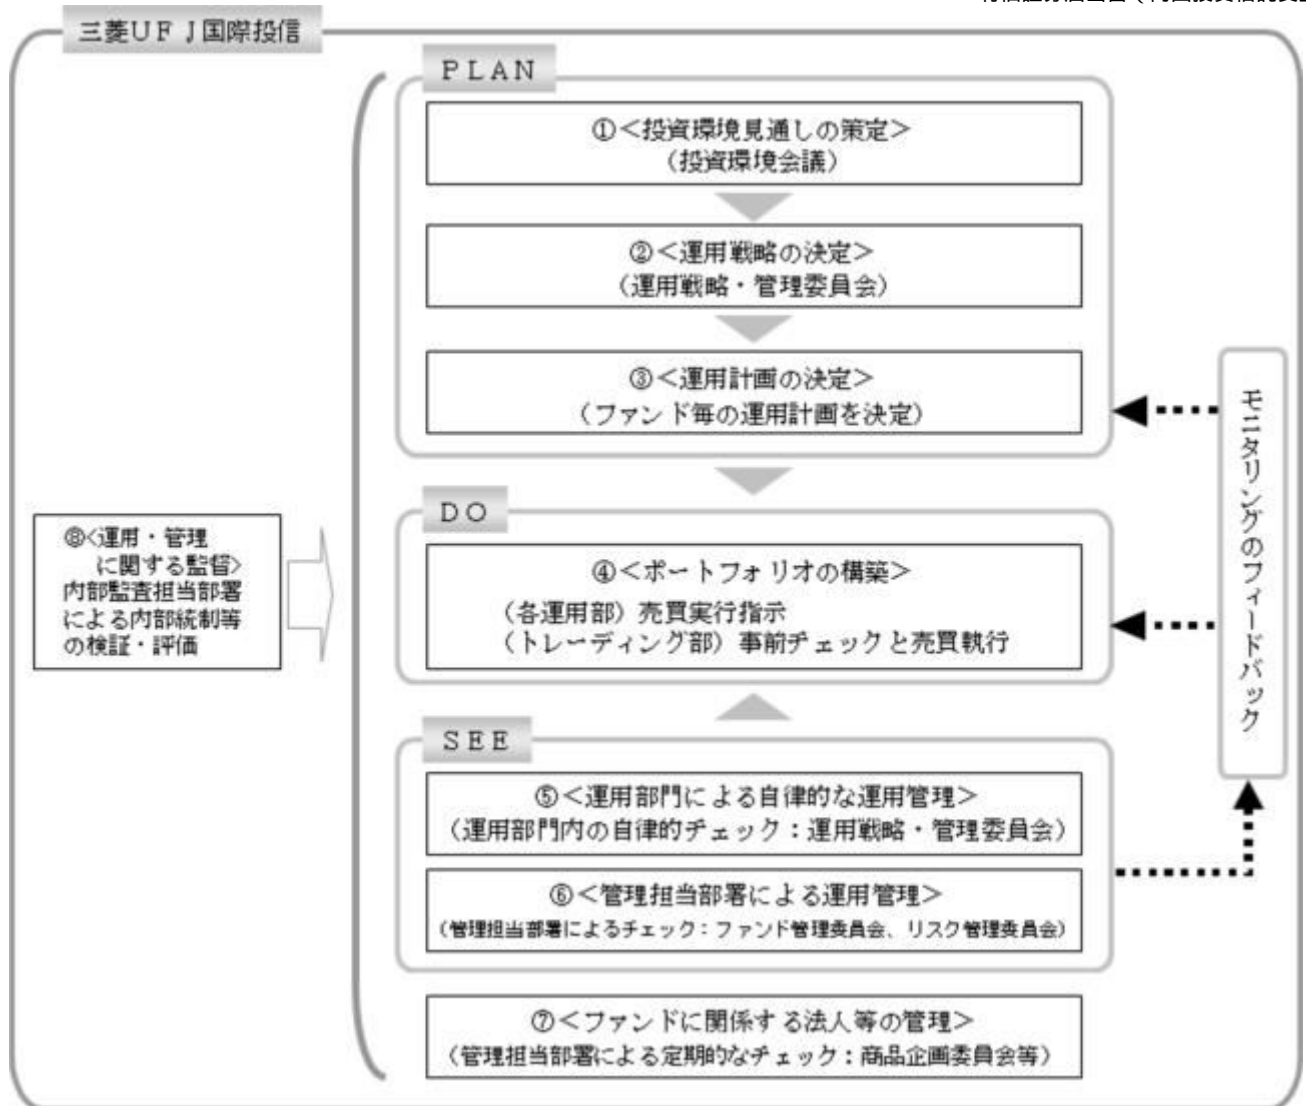 三菱UFJ国際投信
PLAN
①<投資環境見通しの策定>
(投資環境会議)
②<運用戦略の決定>
(運用戦略・管理委員会)
③<運用計画の決定>
(ファンド毎の運用計画を決定)
DO
④<ポートフォリオの構築>
(各運用部)売買実行指示
(トレーディング部)事前チェックと売買執行
SEE
⑤<運用部門による自律的な運用管理>
(運用部門内の自律的チェック:運用戦略・管理委員会)
⑥<管理担当部署による運用管理>
(管理担当部署によるチェック:ファンド管理委員会、リスク管理委員会)
⑦<ファンドに関係する法人等の管理>
(管理担当部署による定期的なチェック:商品企画委員会等)
⑧<運用・管理
に関する監督>
内部監査担当部署
による内部統制等
の検証・評価
モニタリングのフィードバック